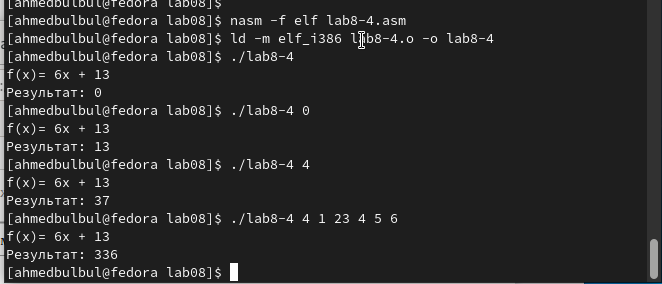 [ahmedbulbul@fedora lab08]$
[ahmedbulbul@fedora lab08]$ nasm -f elf lab8-4.asm
[ahmedbulbul@fedora lab08]$ ld -m elf_i386 lab8-4.o -o lab8-4
[ahmedbulbul@fedora lab08]$ ./lab8-4
f(x)= 6x + 13
Результат: 0
[ahmedbulbul@fedora lab08]$ ./lab8-4 0
f(x)= 6x + 13
Результат: 13
[ahmedbulbul@fedora lab08]$ ./lab8-4 4
f(x)= 6x + 13
Результат: 37
[ahmedbulbul@fedora lab08]$ ./lab8-4 4 1 23 4 5 6
f(x)= 6x + 13
Результат: 336
[ahmedbulbul@fedora lab08]$